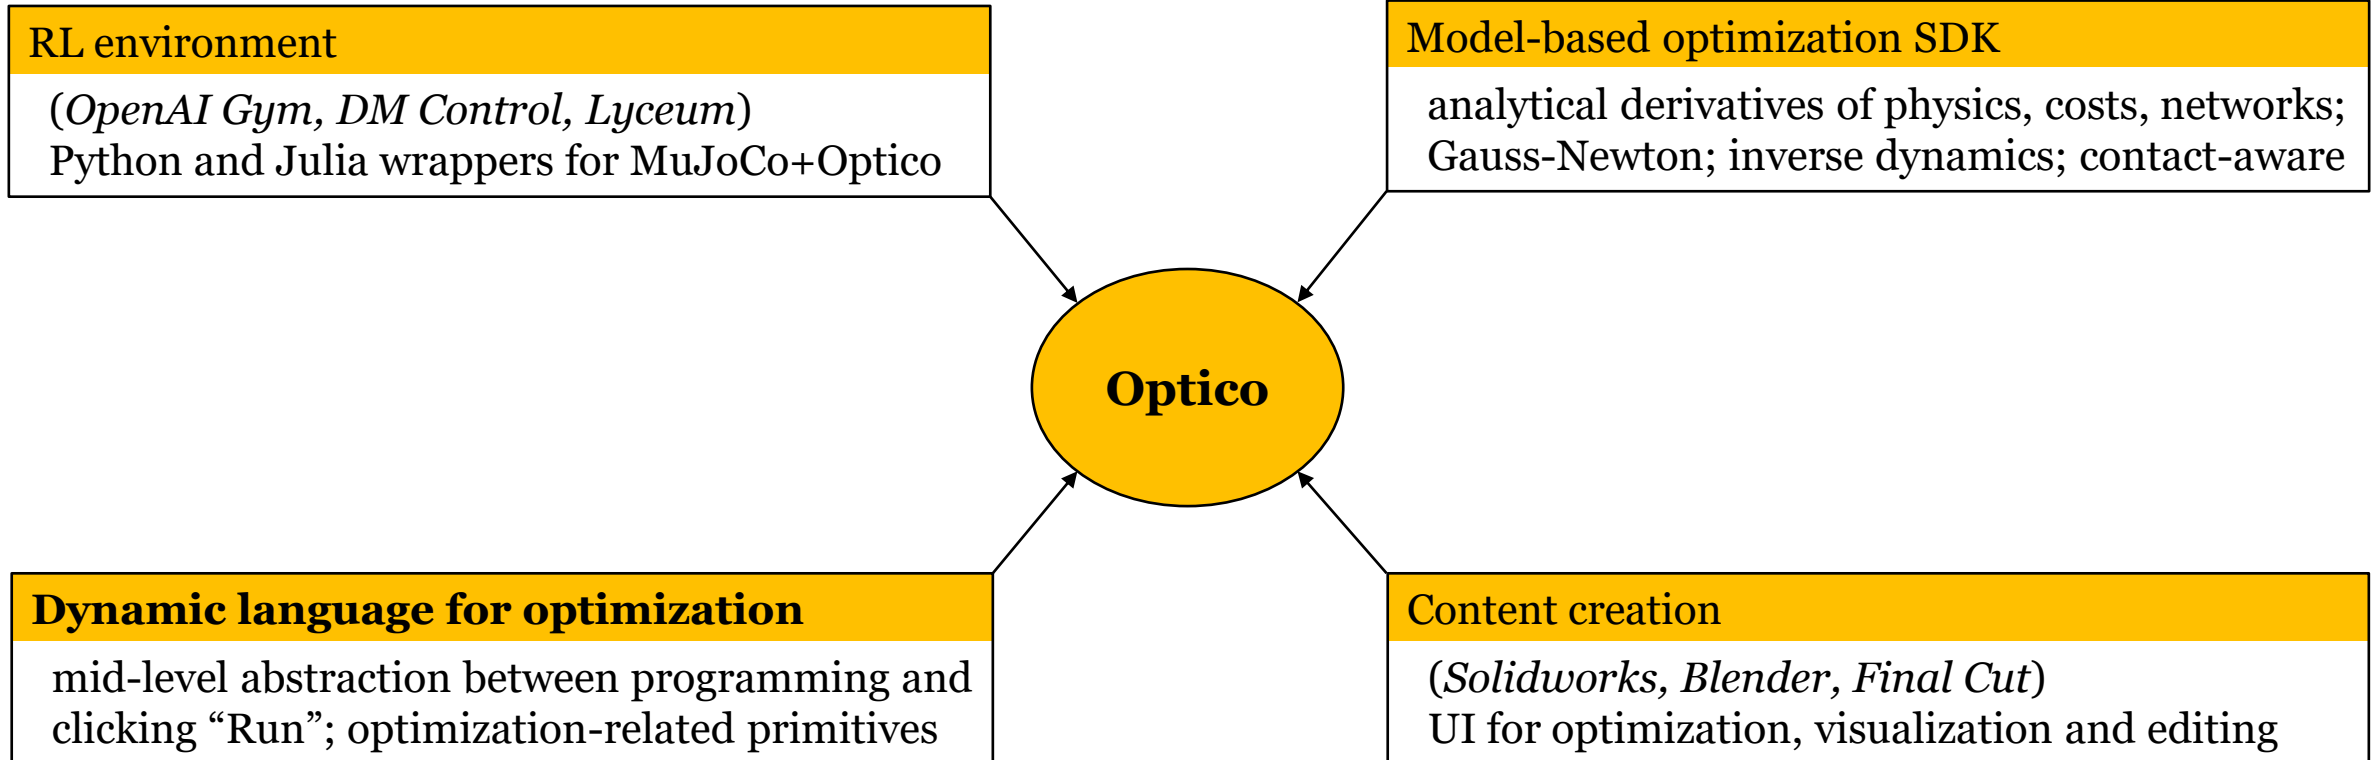 RL environment
(OpenAI Gym, DM Control, Lyceum)
Python and Julia wrappers for MuJoCo+Optico
Model-based optimization SDK
analytical derivatives of physics, costs, networks;
Gauss-Newton; inverse dynamics; contact-aware
Optico
Dynamic language for optimization
mid-level abstraction between programming and
clicking “Run”; optimization-related primitives
Content creation
(Solidworks, Blender, Final Cut)
UI for optimization, visualization and editing